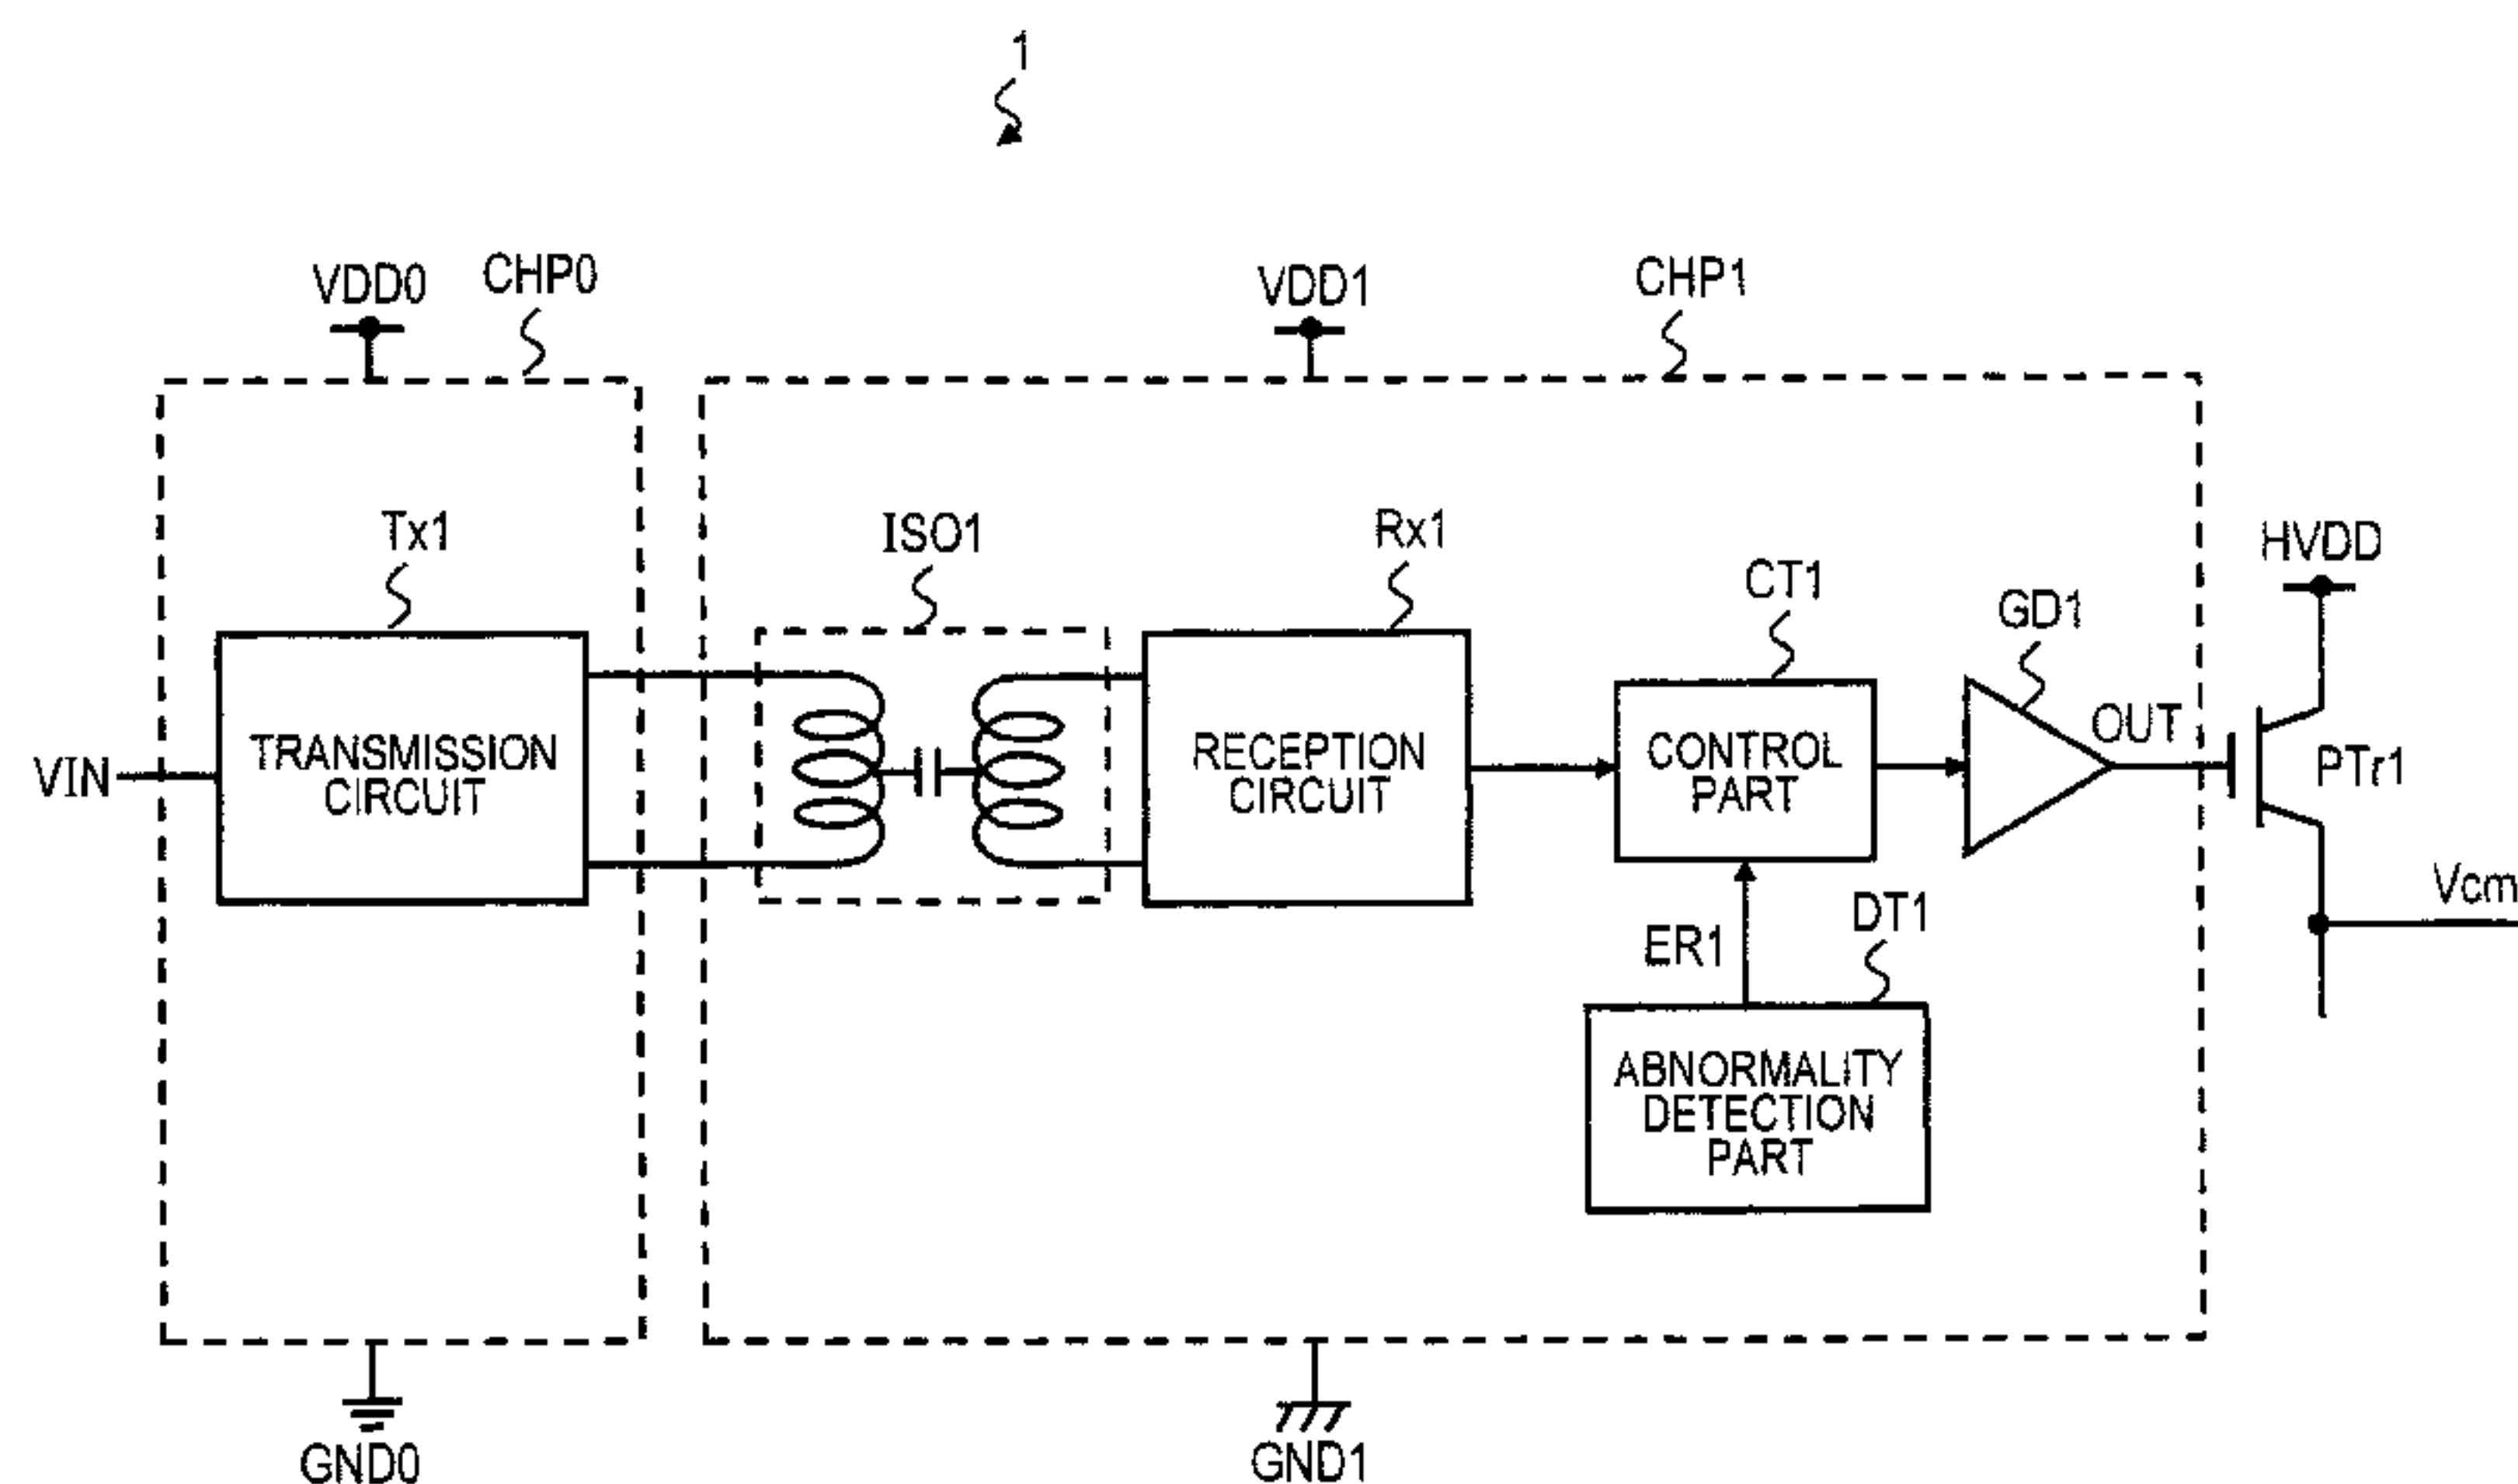 1
VDD0
CHP0
VDD1
CHP1
Tx1
ISO1
Rx1
CT1
GD1
HVDD
VIN
TRANSMISSION
CIRCUIT
RECEPTION
CIRCUIT
CONTROL
PART
OUT
PTr1
Vcm
ER1
DT1
ABNORMALITY
DETECTION
PART
GND0
GND1